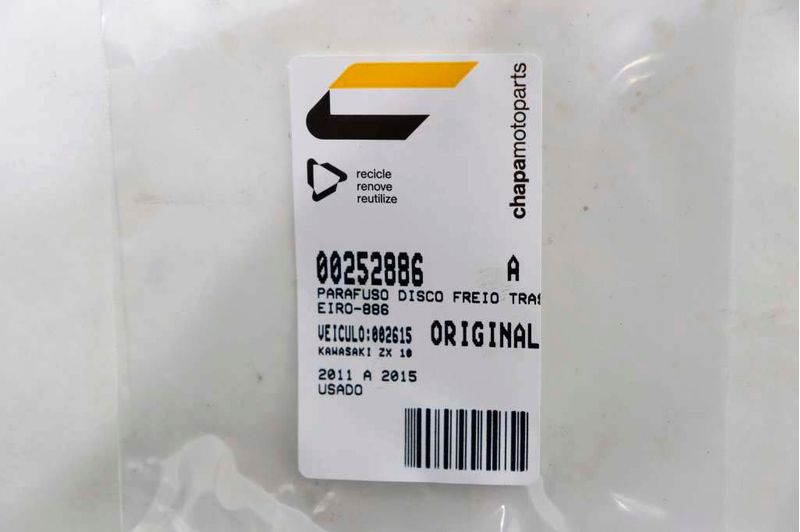 chapamotoparts
recicle
renove
reutilize
00252886 A
PARAFUSO DISCO FREIO TRAS
EIRO-886
VEICULO:002615 ORIGINAL
KAWASAKI ZX 10
2011 A 2015
USADO